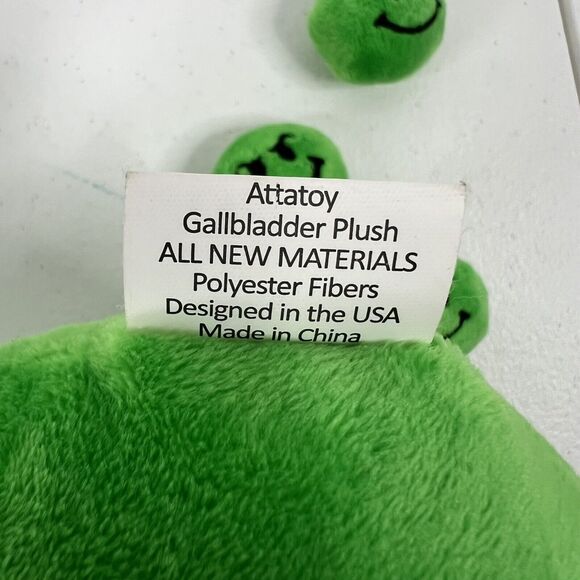 Attatoy
Gallbladder Plush
ALL NEW MATERIALS
Polyester Fibers
Designed in the USA
Made in China